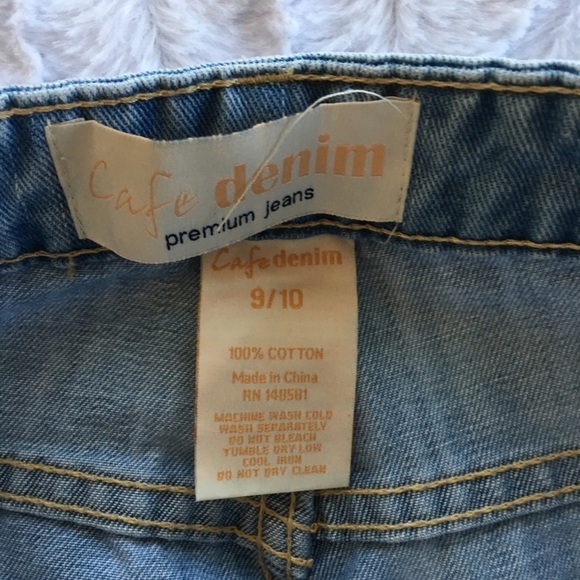 Cafe denim
premium jeans
Cafe denim
9/10
100% COTTON
Made in China
RN 148581
MACHINE WASH COLD
WASH SEPARATELY
DO NOT BLEACH
TUMBLE DRY LOW
COOL IRON
DO NOT DRY CLEAN